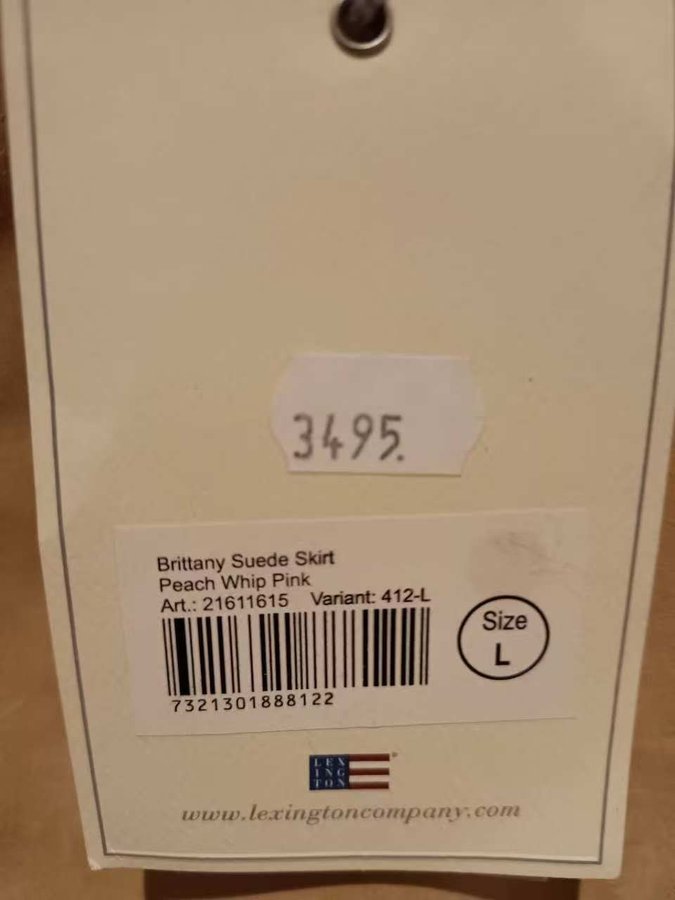 3495.
Brittany Suede Skirt
Peach Whip Pink
Art.: 21611615 Variant: 412-L
Size
L
7321301888122
LEX
ING
TON
www.lexingtoncompany.com